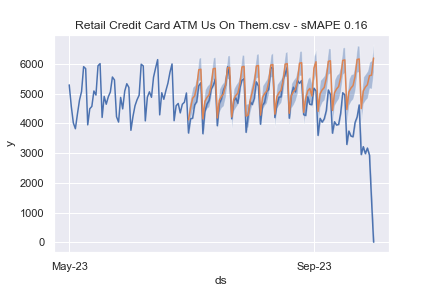 Retail Credit Card ATM Us On Them.csv - sMAPE 0.16
6000
5000
4000
3000
2000
1000
0
y
May-23
Sep-23
ds